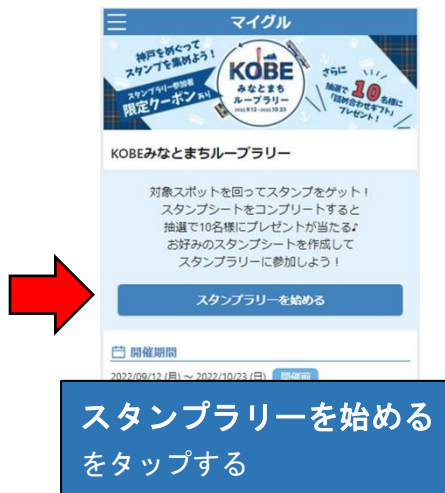 マイグル
神戸をめぐって
スタンプを集めよう!
スタンプラリー参加者
限定クーポンあり
KOBE
みなとまち
ループラリー
2022.9.12-2022.10.23
さらに
抽選で10名様に
「詰め合わせギフト」
プレゼント!
KOBEみなとまちループラリー
対象スポットを回ってスタンプをゲット!
スタンプシートをコンプリートすると
抽選で10名様にプレゼントが当たる♪
お好みのスタンプシートを作成して
スタンプラリーに参加しよう!
スタンプラリーを始める
開催期間
2022/09/12 (月) ~ 2022/10/23 (日) 開催前
スタンプラリーを始める
をタップする